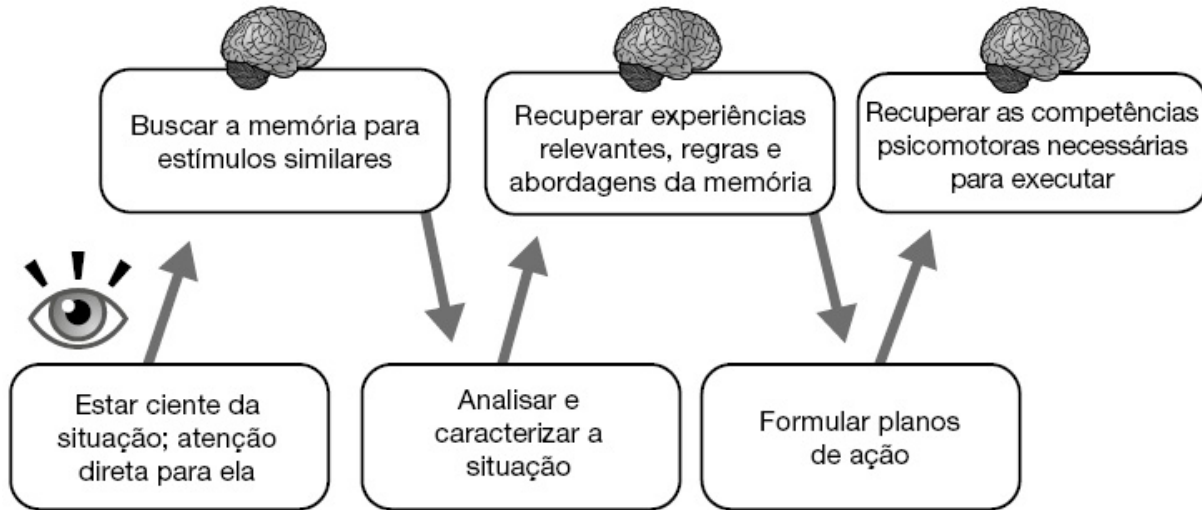 Buscar a memória para
estímulos similares
Recuperar experiências
relevantes, regras e
abordagens da memória
Recuperar as competências
psicomotoras necessárias
para executar
Estar ciente da
situação; atenção
direta para ela
Analisar e
caracterizar a
situação
Formular planos
de ação